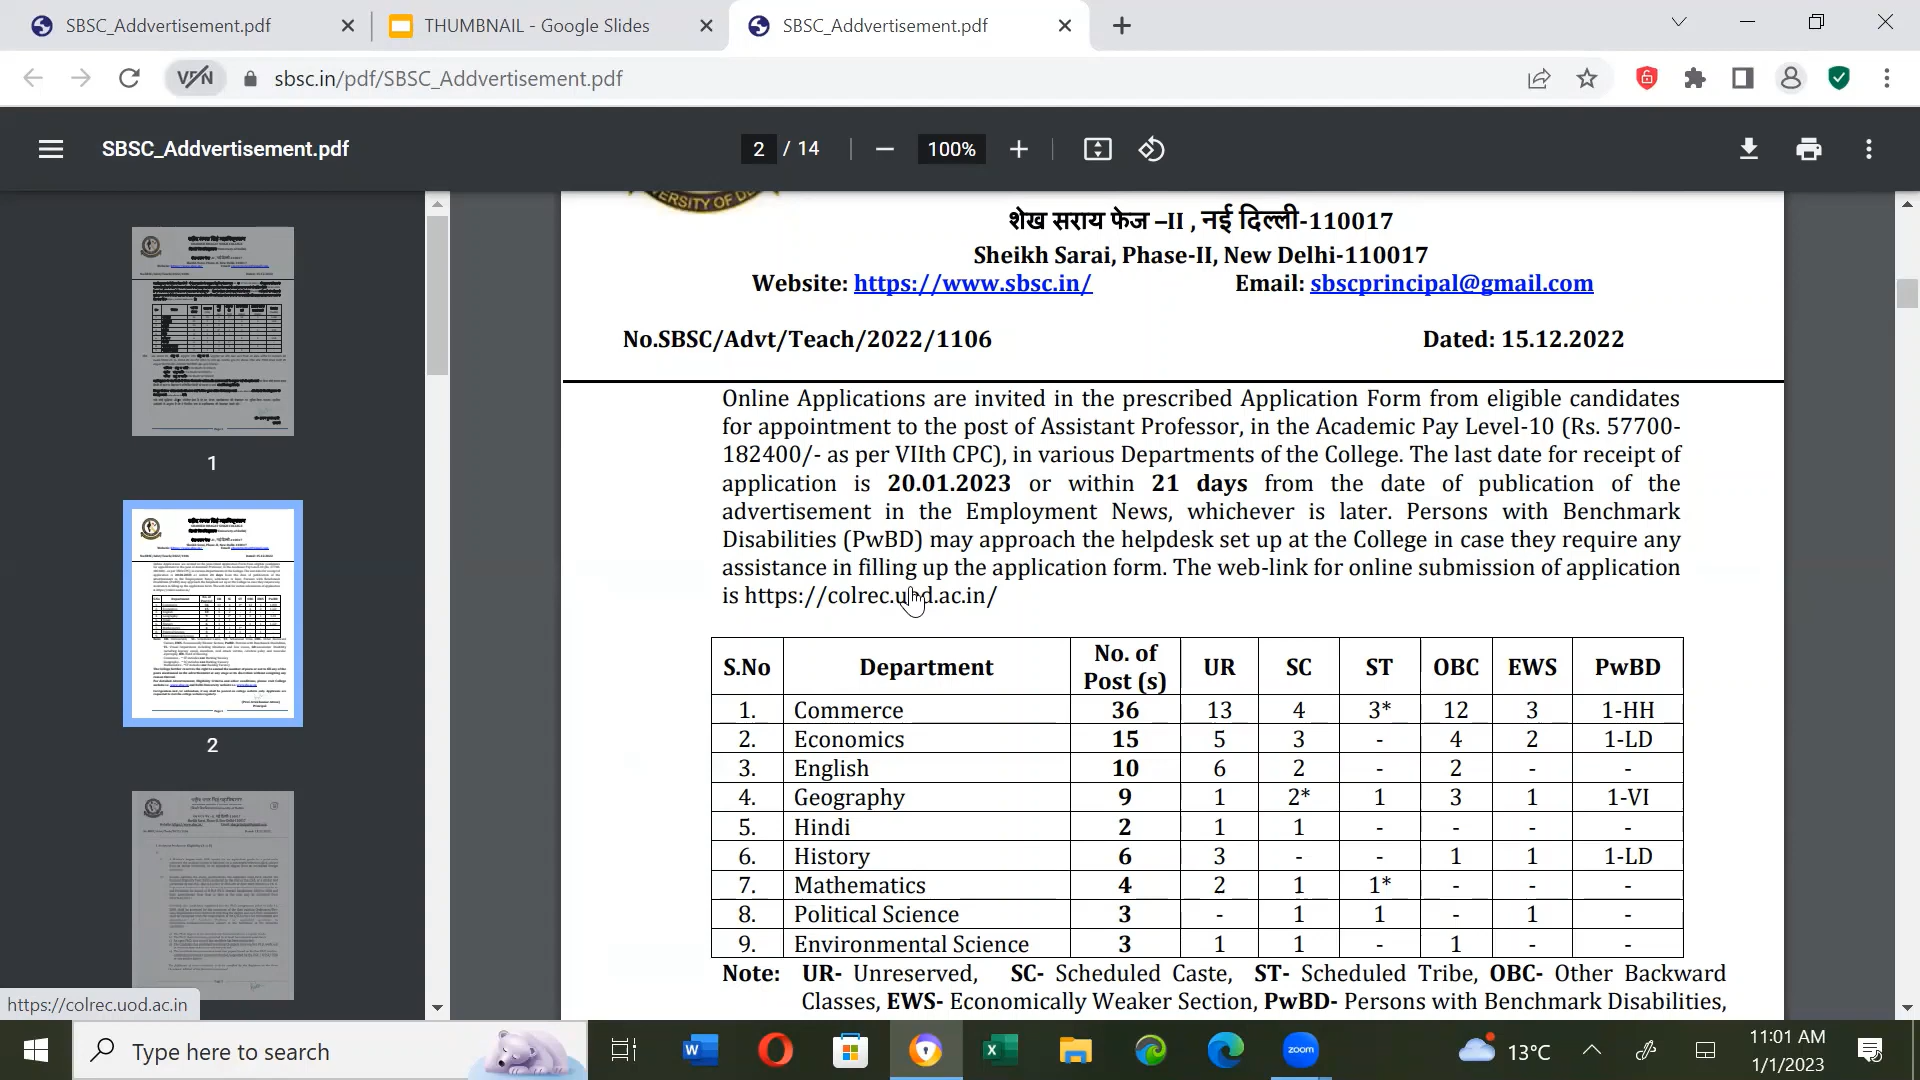 SBSC_Addvertisement.pdf
THUMBNAIL - Google Slides
SBSC_Addvertisement.pdf
VPN
sbsc.in/pdf/SBSC_Addvertisement.pdf
SBSC_Addvertisement.pdf
2 / 14
100%
शेख सराय फेज –II , नई दिल्ली-110017
Sheikh Sarai, Phase-II, New Delhi-110017
Website: https://www.sbsc.in/ Email: sbscprincipal@gmail.com
No.SBSC/Advt/Teach/2022/1106 Dated: 15.12.2022
Online Applications are invited in the prescribed Application Form from eligible candidates
for appointment to the post of Assistant Professor, in the Academic Pay Level-10 (Rs. 57700-
182400/- as per VIIth CPC), in various Departments of the College. The last date for receipt of
application is 20.01.2023 or within 21 days from the date of publication of the
advertisement in the Employment News, whichever is later. Persons with Benchmark
Disabilities (PwBD) may approach the helpdesk set up at the College in case they require any
assistance in filling up the application form. The web-link for online submission of application
is https://colrec.uod.ac.in/
S.No Department No. of Post (s) UR SC ST OBC EWS PwBD
1. Commerce 36 13 4 3* 12 3 1-HH
2. Economics 15 5 3 - 4 2 1-LD
3. English 10 6 2 - 2 - -
4. Geography 9 1 2* 1 3 1 1-VI
5. Hindi 2 1 1 - - - -
6. History 6 3 - - 1 1 1-LD
7. Mathematics 4 2 1 1* - - -
8. Political Science 3 - 1 1 - 1 -
9. Environmental Science 3 1 1 - 1 - -
Note: UR- Unreserved, SC- Scheduled Caste, ST- Scheduled Tribe, OBC- Other Backward
Classes, EWS- Economically Weaker Section, PwBD- Persons with Benchmark Disabilities,
1
2
https://colrec.uod.ac.in
Type here to search
zoom
13°C
11:01 AM
1/1/2023